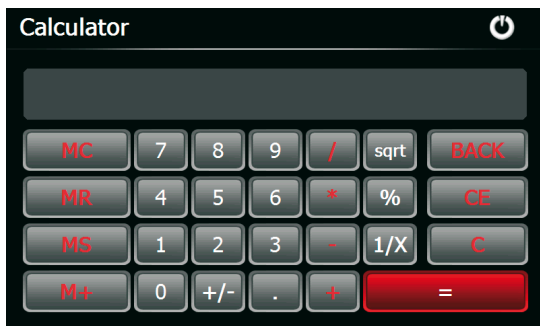 Calculator
MC 7 8 9 / sqrt BACK
MR 4 5 6 * % CE
MS 1 2 3 - 1/X C
M+ 0 +/- . + =